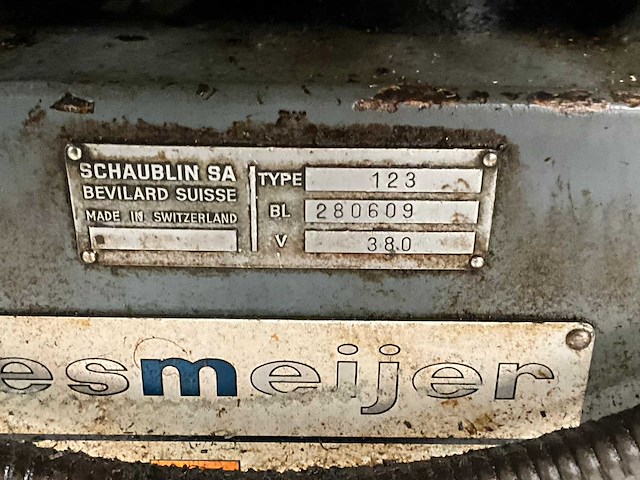 SCHAUBLIN SA
BEVILARD SUISSE
MADE IN SWITZERLAND
TYPE 123
BL 280609
V 380
esmeijer